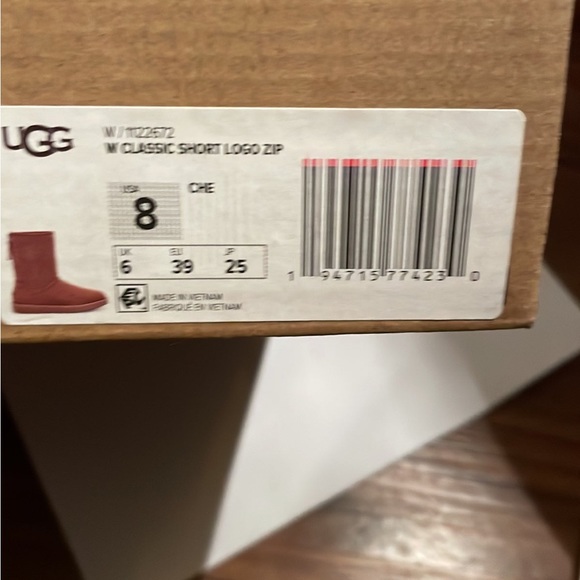 UGG
W / 1122672
W CLASSIC SHORT LOGO ZIP
USA CHE
8
UK EU JP
6 39 25
MADE IN VIETNAM
FABRIQUÉ EN VIETNAM
1 94715 77423 0